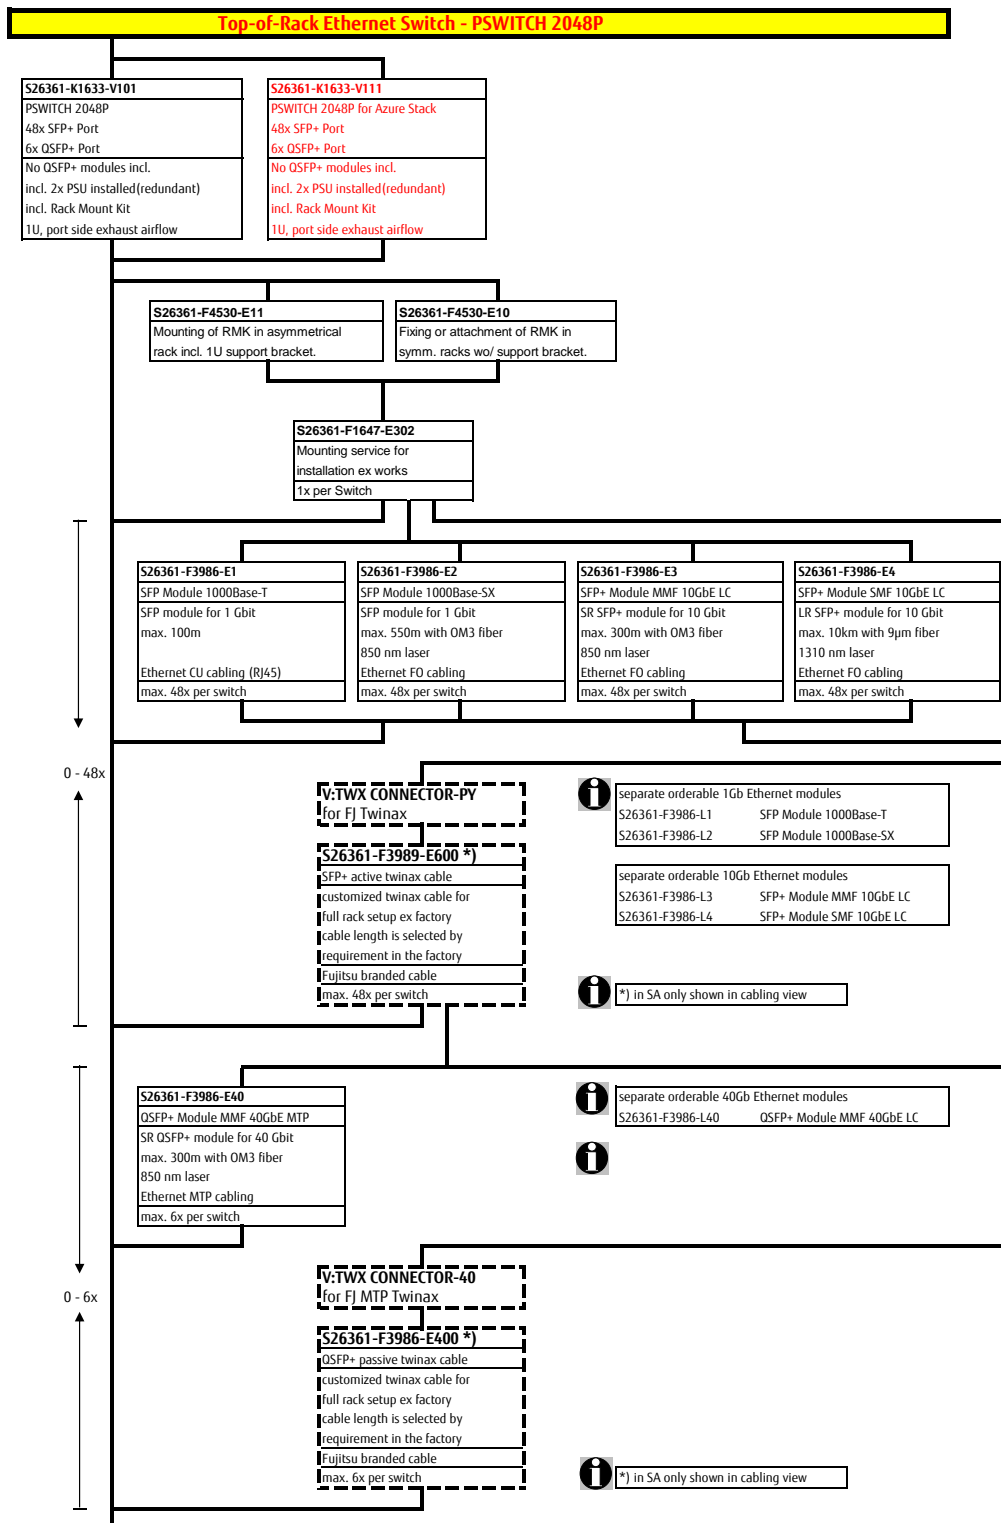 Top-of-Rack Ethernet Switch - PSWITCH 2048P
S26361-K1633-V101
PSWITCH 2048P
48x SFP+ Port
6x QSFP+ Port
No QSFP+ modules incl.
incl. 2x PSU installed(redundant)
incl. Rack Mount Kit
1U, port side exhaust airflow
S26361-K1633-V111
PSWITCH 2048P for Azure Stack
48x SFP+ Port
6x QSFP+ Port
No QSFP+ modules incl.
incl. 2x PSU installed(redundant)
incl. Rack Mount Kit
1U, port side exhaust airflow
S26361-F4530-E11
Mounting of RMK in asymmetrical
rack incl. 1U support bracket.
S26361-F4530-E10
Fixing or attachment of RMK in
symm. racks wo/ support bracket.
S26361-F1647-E302
Mounting service for
installation ex works
1x per Switch
S26361-F3986-E1
SFP Module 1000Base-T
SFP module for 1 Gbit
max. 100m
Ethernet CU cabling (RJ45)
max. 48x per switch
S26361-F3986-E2
SFP Module 1000Base-SX
SFP module for 1 Gbit
max. 550m with OM3 fiber
850 nm laser
Ethernet FO cabling
max. 48x per switch
S26361-F3986-E3
SFP+ Module MMF 10GbE LC
SR SFP+ module for 10 Gbit
max. 300m with OM3 fiber
850 nm laser
Ethernet FO cabling
max. 48x per switch
S26361-F3986-E4
SFP+ Module SMF 10GbE LC
LR SFP+ module for 10 Gbit
max. 10km with 9µm fiber
1310 nm laser
Ethernet FO cabling
max. 48x per switch
0 - 48x
V:TWX CONNECTOR-PY
for FJ Twinax
S26361-F3989-E600 *)
SFP+ active twinax cable
customized twinax cable for
full rack setup ex factory
cable length is selected by
requirement in the factory
Fujitsu branded cable
max. 48x per switch
separate orderable 1Gb Ethernet modules
S26361-F3986-L1 SFP Module 1000Base-T
S26361-F3986-L2 SFP Module 1000Base-SX
separate orderable 10Gb Ethernet modules
S26361-F3986-L3 SFP+ Module MMF 10GbE LC
S26361-F3986-L4 SFP+ Module SMF 10GbE LC
*) in SA only shown in cabling view
S26361-F3986-E40
QSFP+ Module MMF 40GbE MTP
SR QSFP+ module for 40 Gbit
max. 300m with OM3 fiber
850 nm laser
Ethernet MTP cabling
max. 6x per switch
separate orderable 40Gb Ethernet modules
S26361-F3986-L40 QSFP+ Module MMF 40GbE LC
0 - 6x
V:TWX CONNECTOR-40
for FJ MTP Twinax
S26361-F3986-E400 *)
QSFP+ passive twinax cable
customized twinax cable for
full rack setup ex factory
cable length is selected by
requirement in the factory
Fujitsu branded cable
max. 6x per switch
*) in SA only shown in cabling view